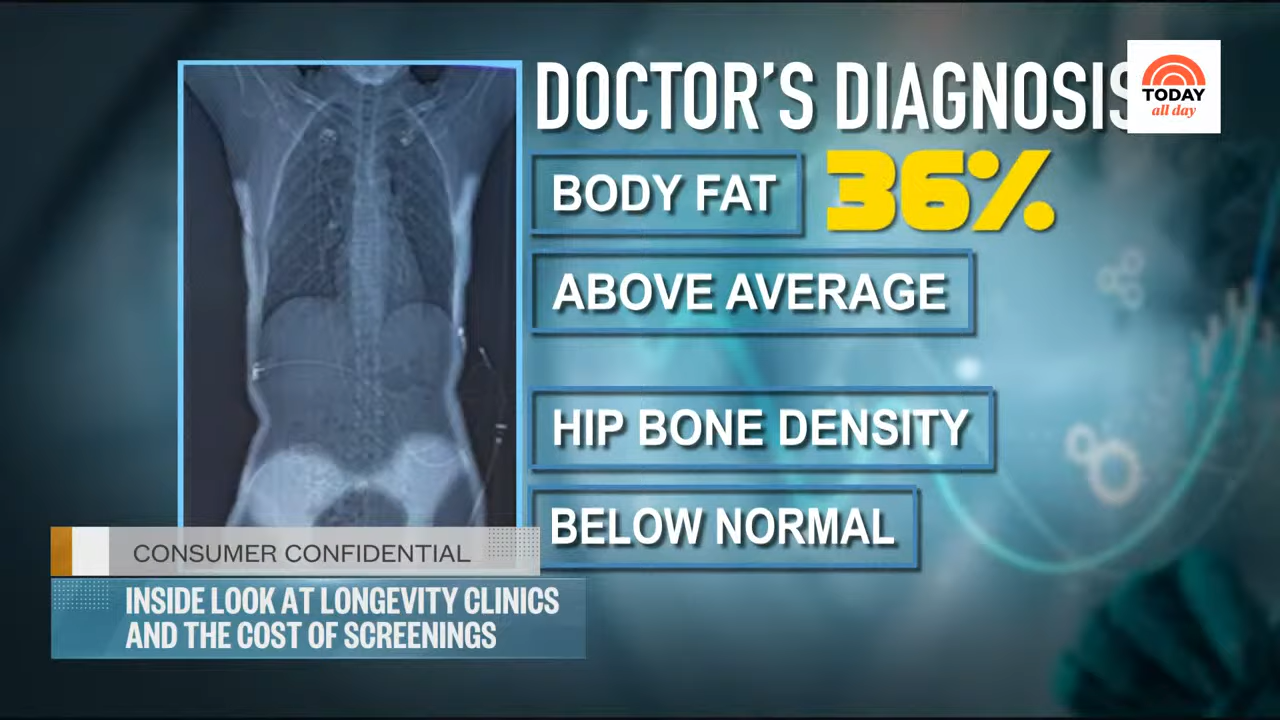 DOCTOR'S DIAGNOSIS
TODAY
all day
BODY FAT 36%
ABOVE AVERAGE
HIP BONE DENSITY
BELOW NORMAL
CONSUMER CONFIDENTIAL
INSIDE LOOK AT LONGEVITY CLINICS
AND THE COST OF SCREENINGS